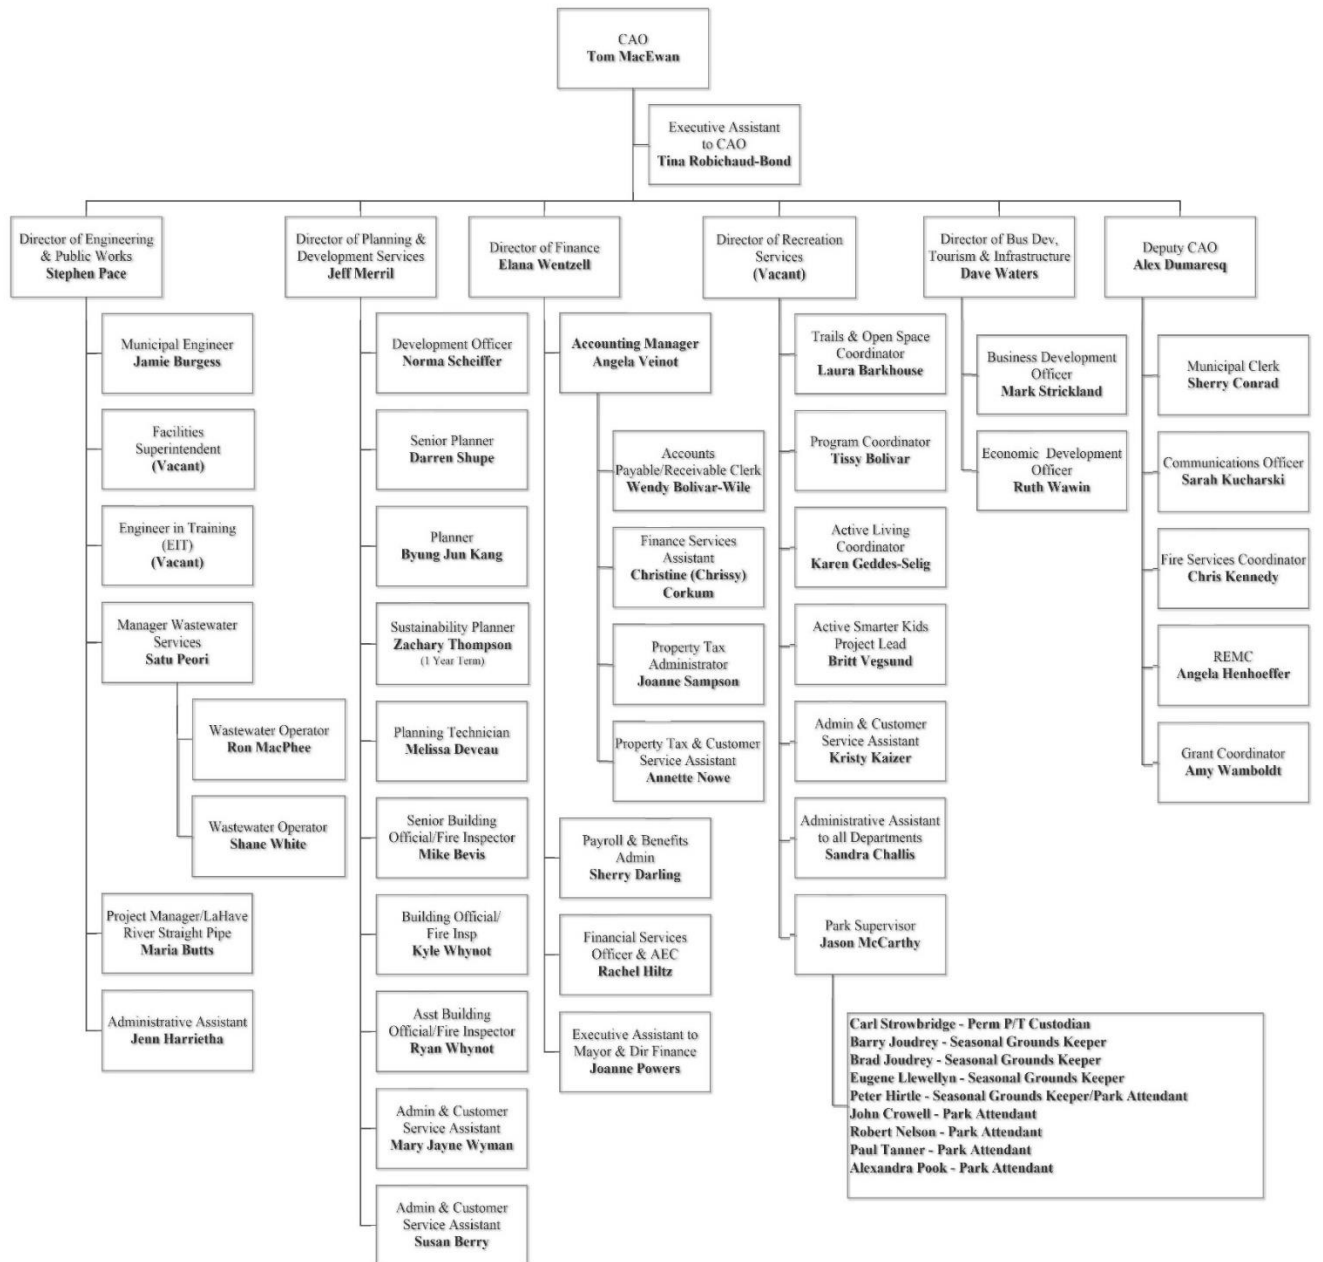 CAO
Tom MacEwan
Executive Assistant
to CAO
Tina Robichaud-Bond
Director of Engineering
& Public Works
Stephen Pace
Director of Planning &
Development Services
Jeff Merril
Director of Finance
Elana Wentzell
Director of Recreation
Services
(Vacant)
Director of Bus Dev,
Tourism & Infrastructure
Dave Waters
Deputy CAO
Alex Dumaresq
Municipal Engineer
Jamie Burgess
Facilities
Superintendent
(Vacant)
Engineer in Training
(EIT)
(Vacant)
Manager Wastewater
Services
Satu Peori
Wastewater Operator
Ron MacPhee
Wastewater Operator
Shane White
Project Manager/LaHave
River Straight Pipe
Maria Butts
Administrative Assistant
Jenn Harrietha
Development Officer
Norma Scheiffer
Senior Planner
Darren Shupe
Planner
Byung Jun Kang
Sustainability Planner
Zachary Thompson
(1 Year Term)
Planning Technician
Melissa Deveau
Senior Building
Official/Fire Inspector
Mike Bevis
Building Official/
Fire Insp
Kyle Whynot
Asst Building
Official/Fire Inspector
Ryan Whynot
Admin & Customer
Service Assistant
Mary Jayne Wyman
Admin & Customer
Service Assistant
Susan Berry
Accounting Manager
Angela Veinot
Accounts
Payable/Receivable Clerk
Wendy Bolivar-Wile
Finance Services
Assistant
Christine (Chrissy)
Corkum
Property Tax
Administrator
Joanne Sampson
Property Tax & Customer
Service Assistant
Annette Nowe
Payroll & Benefits
Admin
Sherry Darling
Financial Services
Officer & AEC
Rachel Hiltz
Executive Assistant to
Mayor & Dir Finance
Joanne Powers
Trails & Open Space
Coordinator
Laura Barkhouse
Program Coordinator
Tissy Bolivar
Active Living
Coordinator
Karen Geddes-Selig
Active Smarter Kids
Project Lead
Britt Vegsund
Admin & Customer
Service Assistant
Kristy Kaizer
Administrative Assistant
to all Departments
Sandra Challis
Park Supervisor
Jason McCarthy
Carl Strowbridge - Perm P/T Custodian
Barry Joudrey - Seasonal Grounds Keeper
Brad Joudrey - Seasonal Grounds Keeper
Eugene Llewellyn - Seasonal Grounds Keeper
Peter Hirtle - Seasonal Grounds Keeper/Park Attendant
John Crowell - Park Attendant
Robert Nelson - Park Attendant
Paul Tanner - Park Attendant
Alexandra Pook - Park Attendant
Business Development
Officer
Mark Strickland
Economic Development
Officer
Ruth Wawin
Municipal Clerk
Sherry Conrad
Communications Officer
Sarah Kucharski
Fire Services Coordinator
Chris Kennedy
REMC
Angela Henhoeffer
Grant Coordinator
Amy Wamboldt